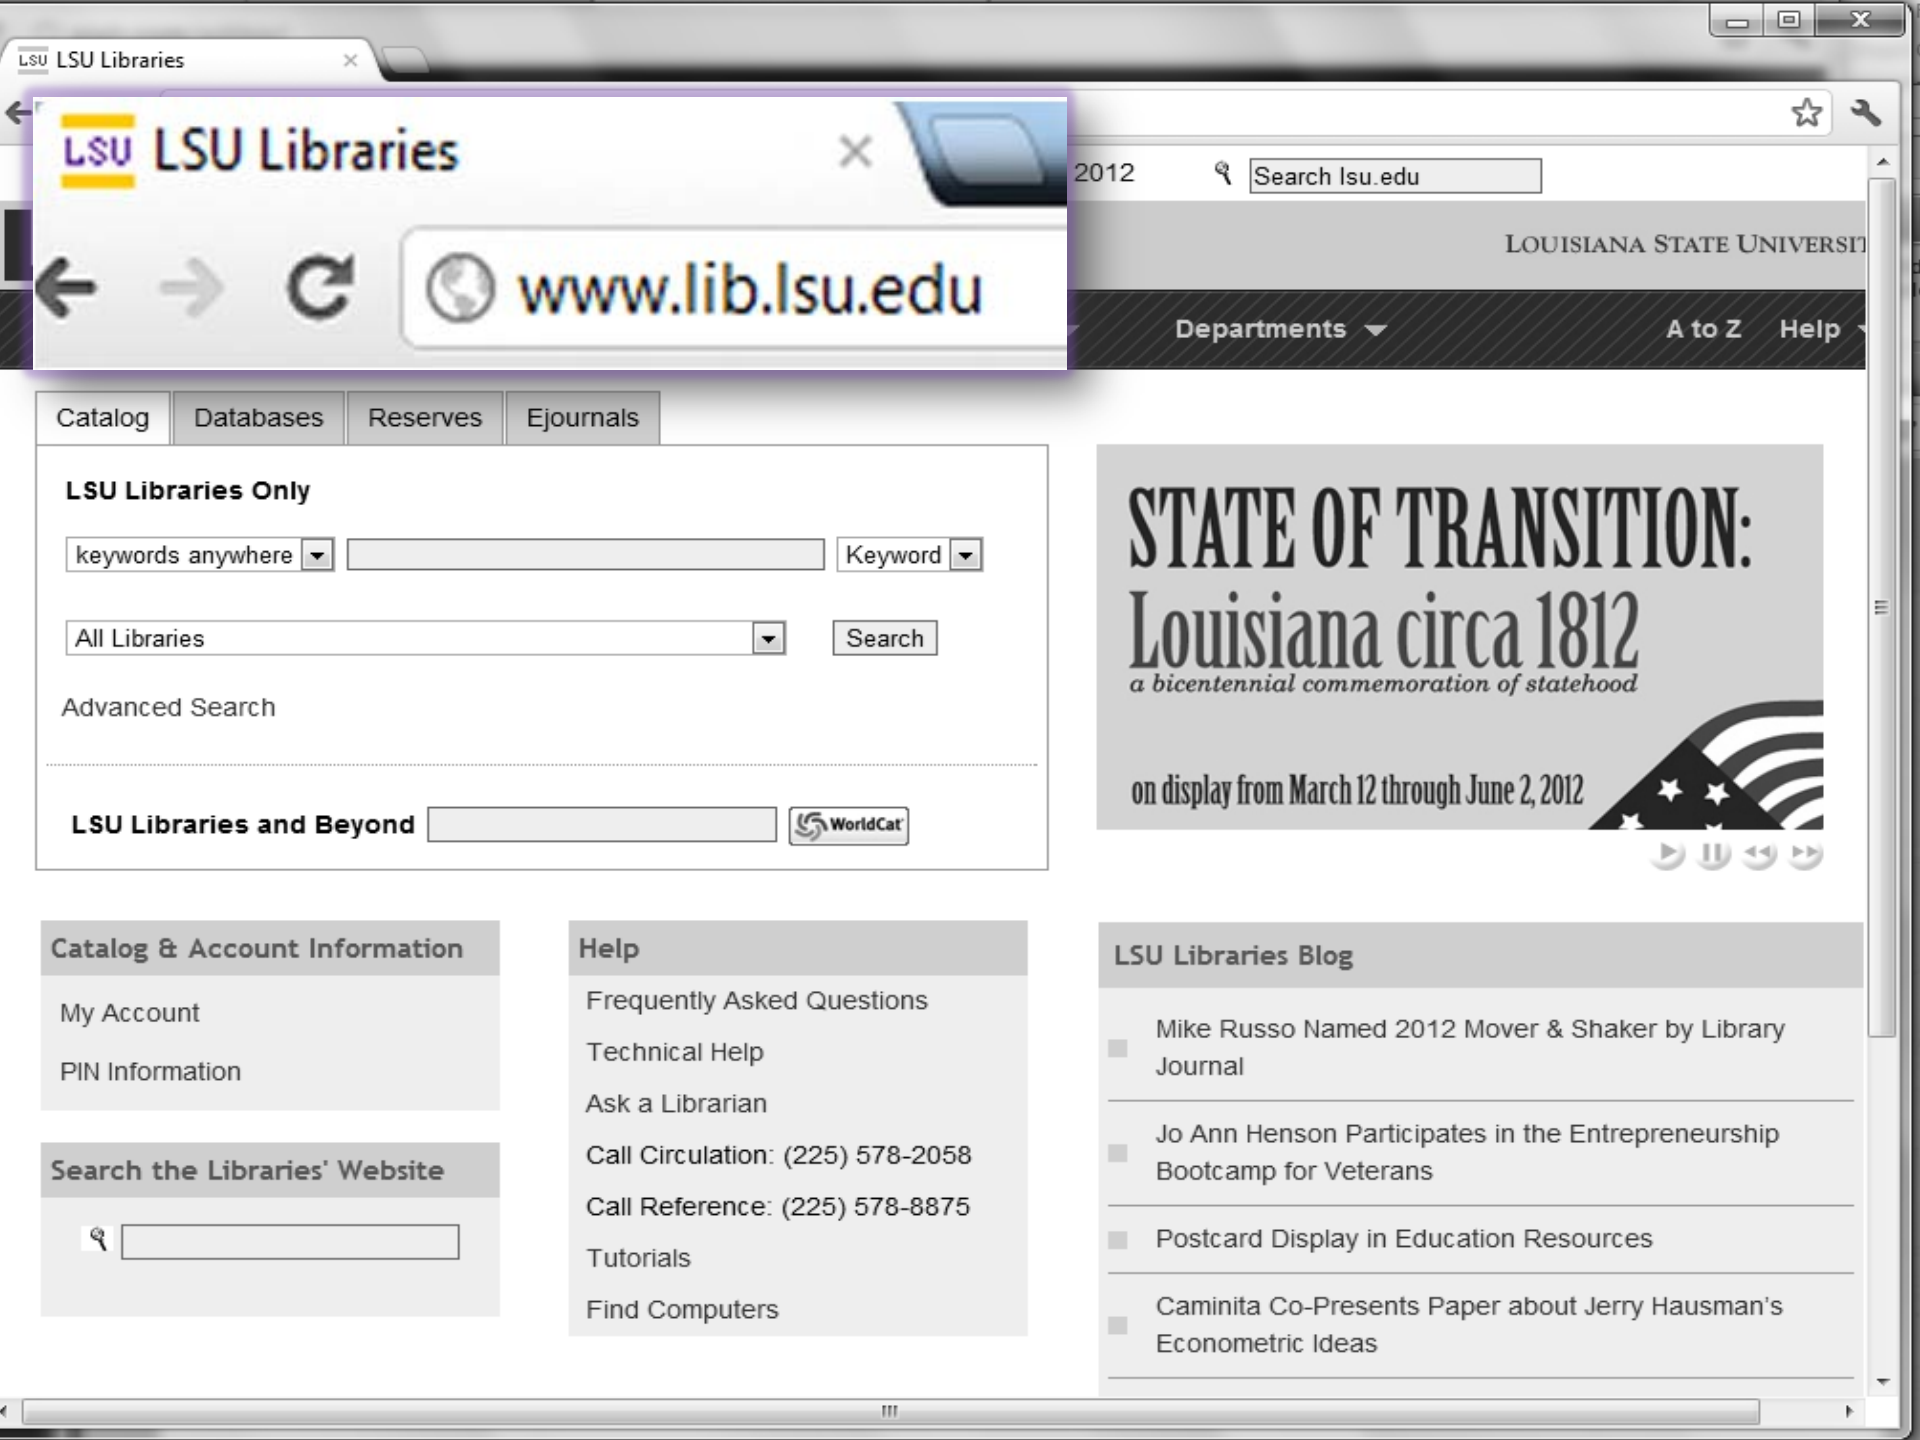 LSU LSU Libraries
LSU LSU Libraries
www.lib.lsu.edu
2012
Search lsu.edu
LOUISIANA STATE UNIVERSIT
Departments
A to Z
Help
Catalog
Databases
Reserves
Ejournals
LSU Libraries Only
keywords anywhere
Keyword
All Libraries
Search
Advanced Search
LSU Libraries and Beyond
WorldCat
STATE OF TRANSITION:
Louisiana circa 1812
a bicentennial commemoration of statehood
on display from March 12 through June 2, 2012
Catalog & Account Information
My Account
PIN Information
Search the Libraries' Website
Help
Frequently Asked Questions
Technical Help
Ask a Librarian
Call Circulation: (225) 578-2058
Call Reference: (225) 578-8875
Tutorials
Find Computers
LSU Libraries Blog
Mike Russo Named 2012 Mover & Shaker by Library
Journal
Jo Ann Henson Participates in the Entrepreneurship
Bootcamp for Veterans
Postcard Display in Education Resources
Caminita Co-Presents Paper about Jerry Hausman's
Econometric Ideas